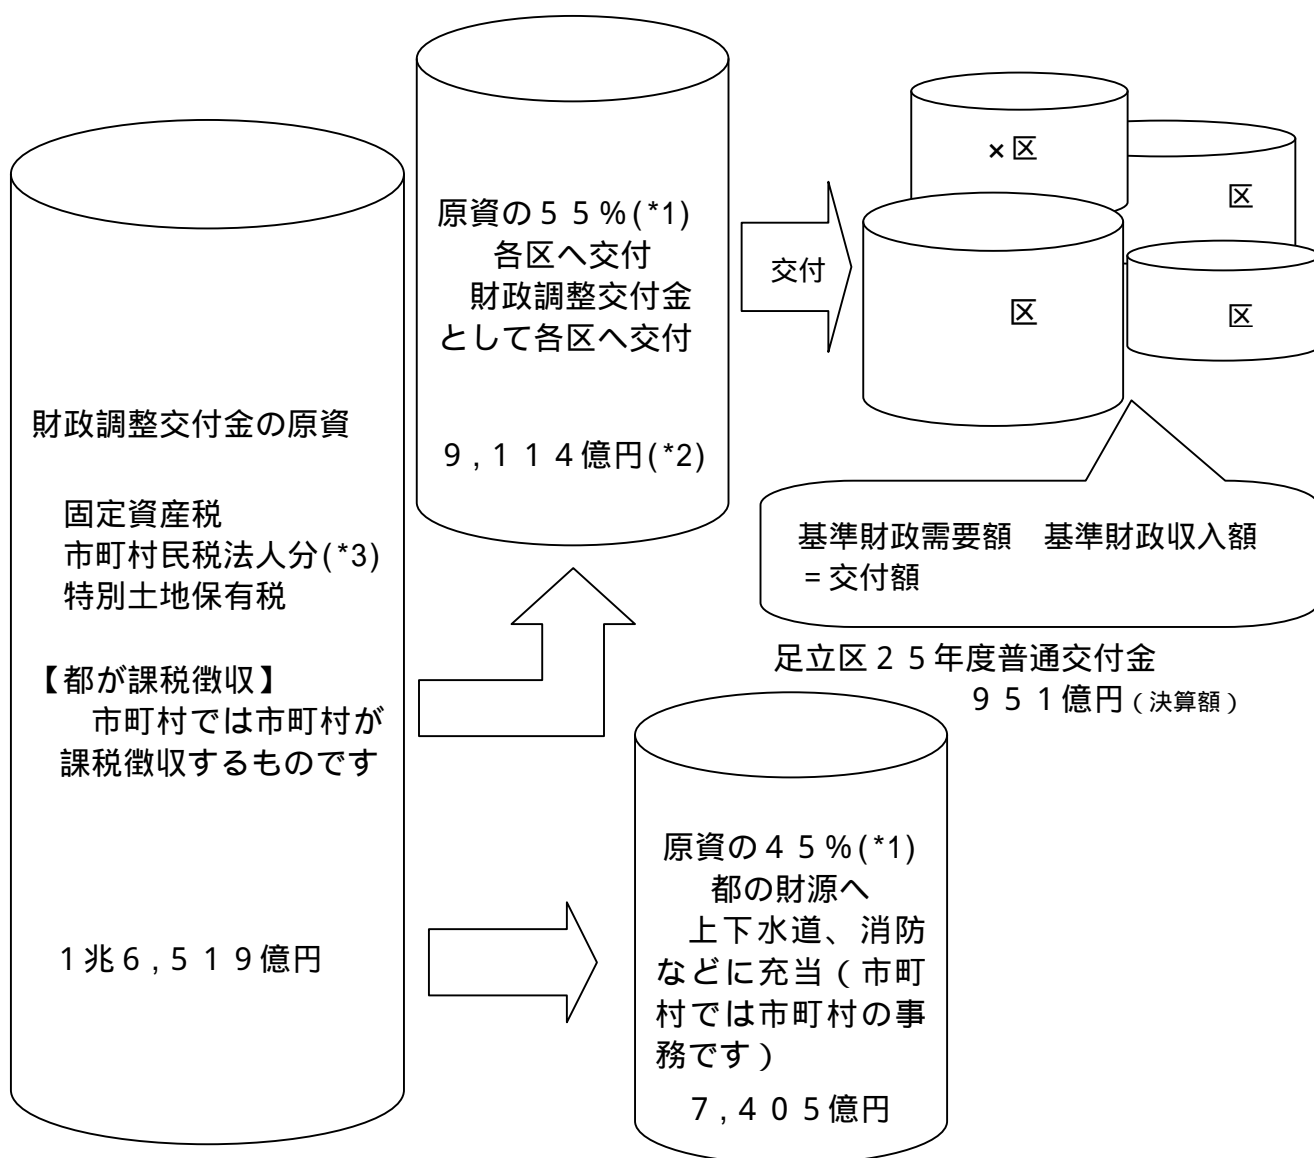 財政調整交付金の原資
固定資産税
市町村民税法人分(*3)
特別土地保有税
【都が課税徴収】
市町村では市町村が
課税徴収するものです
1兆6,519億円
原資の55%(*1)
各区へ交付
財政調整交付金
として各区へ交付
9,114億円(*2)
交付
×区
区
区
区
基準財政需要額　基準財政収入額
=交付額
足立区25年度普通交付金
951億円(決算額)
原資の45%(*1)
都の財源へ
上下水道、消防
などに充当(市町
村では市町村の事
務です)
7,405億円